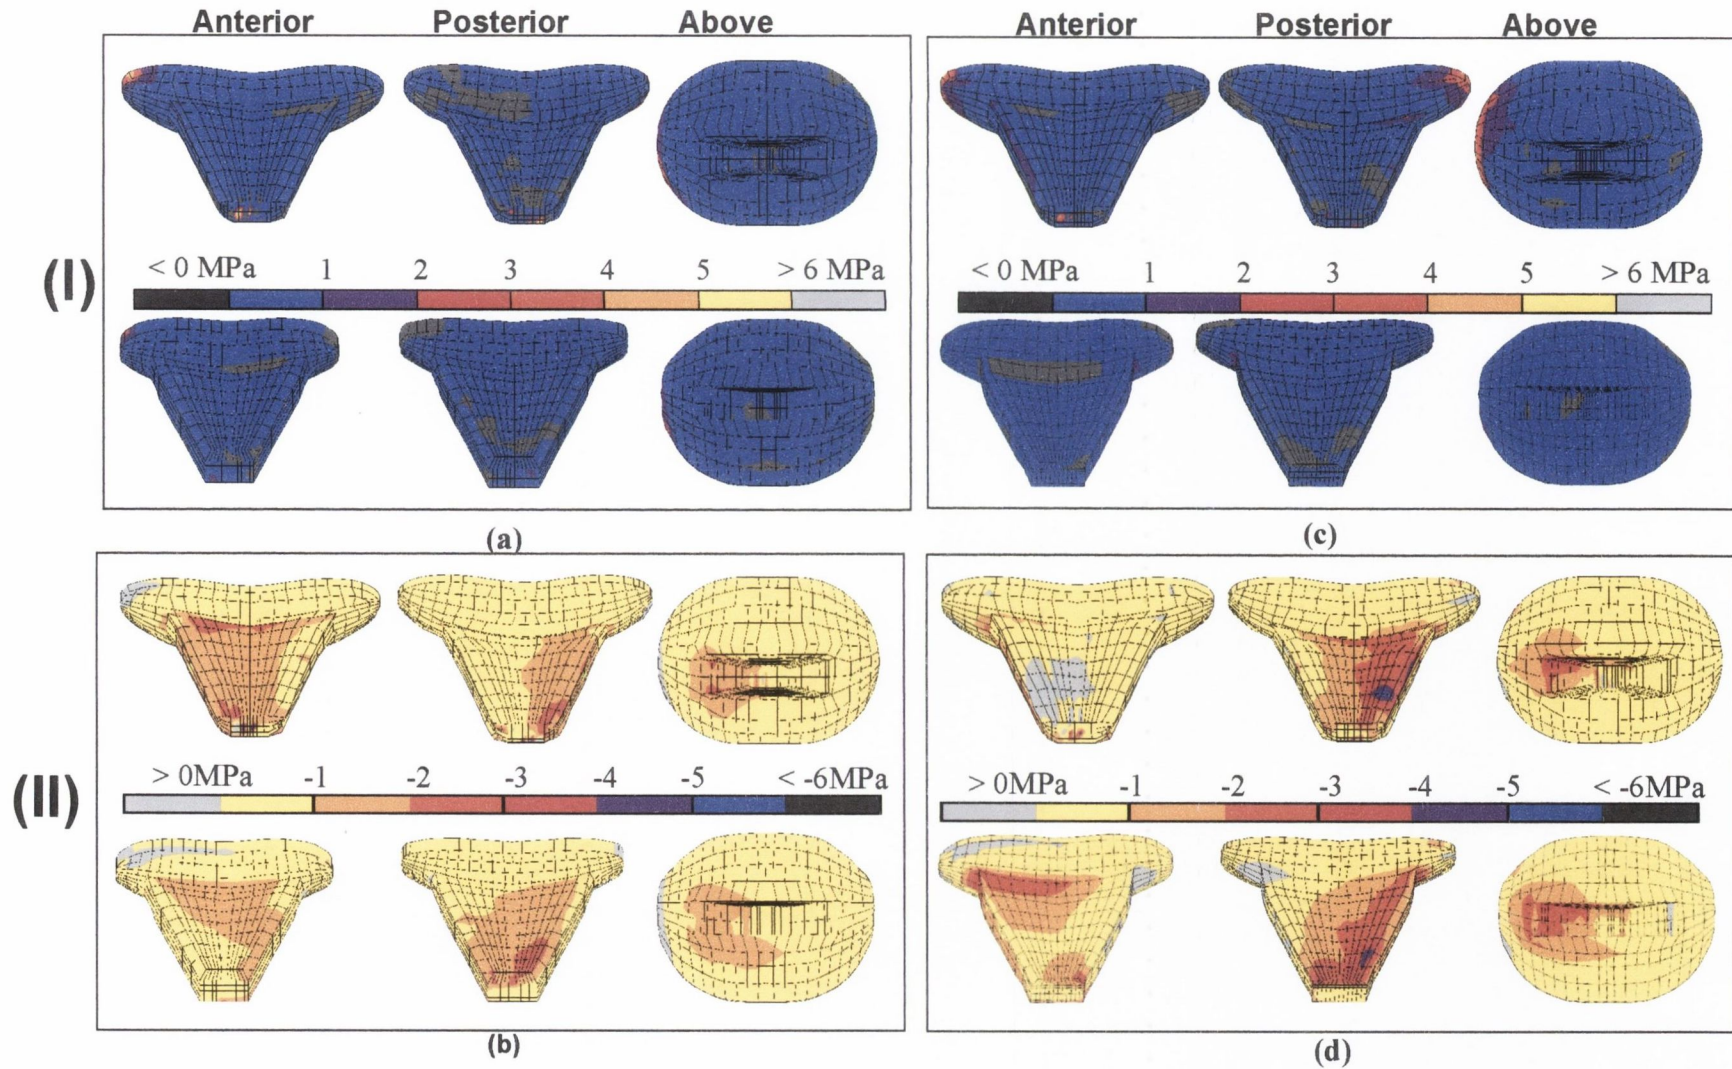 Anterior Posterior Above Anterior Posterior Above
(I)
< 0 MPa 1 2 3 4 5 > 6 MPa
< 0 MPa 1 2 3 4 5 > 6 MPa
(a) (c)
(II)
> 0MPa -1 -2 -3 -4 -5 < -6MPa
> 0MPa -1 -2 -3 -4 -5 < -6MPa
(b) (d)